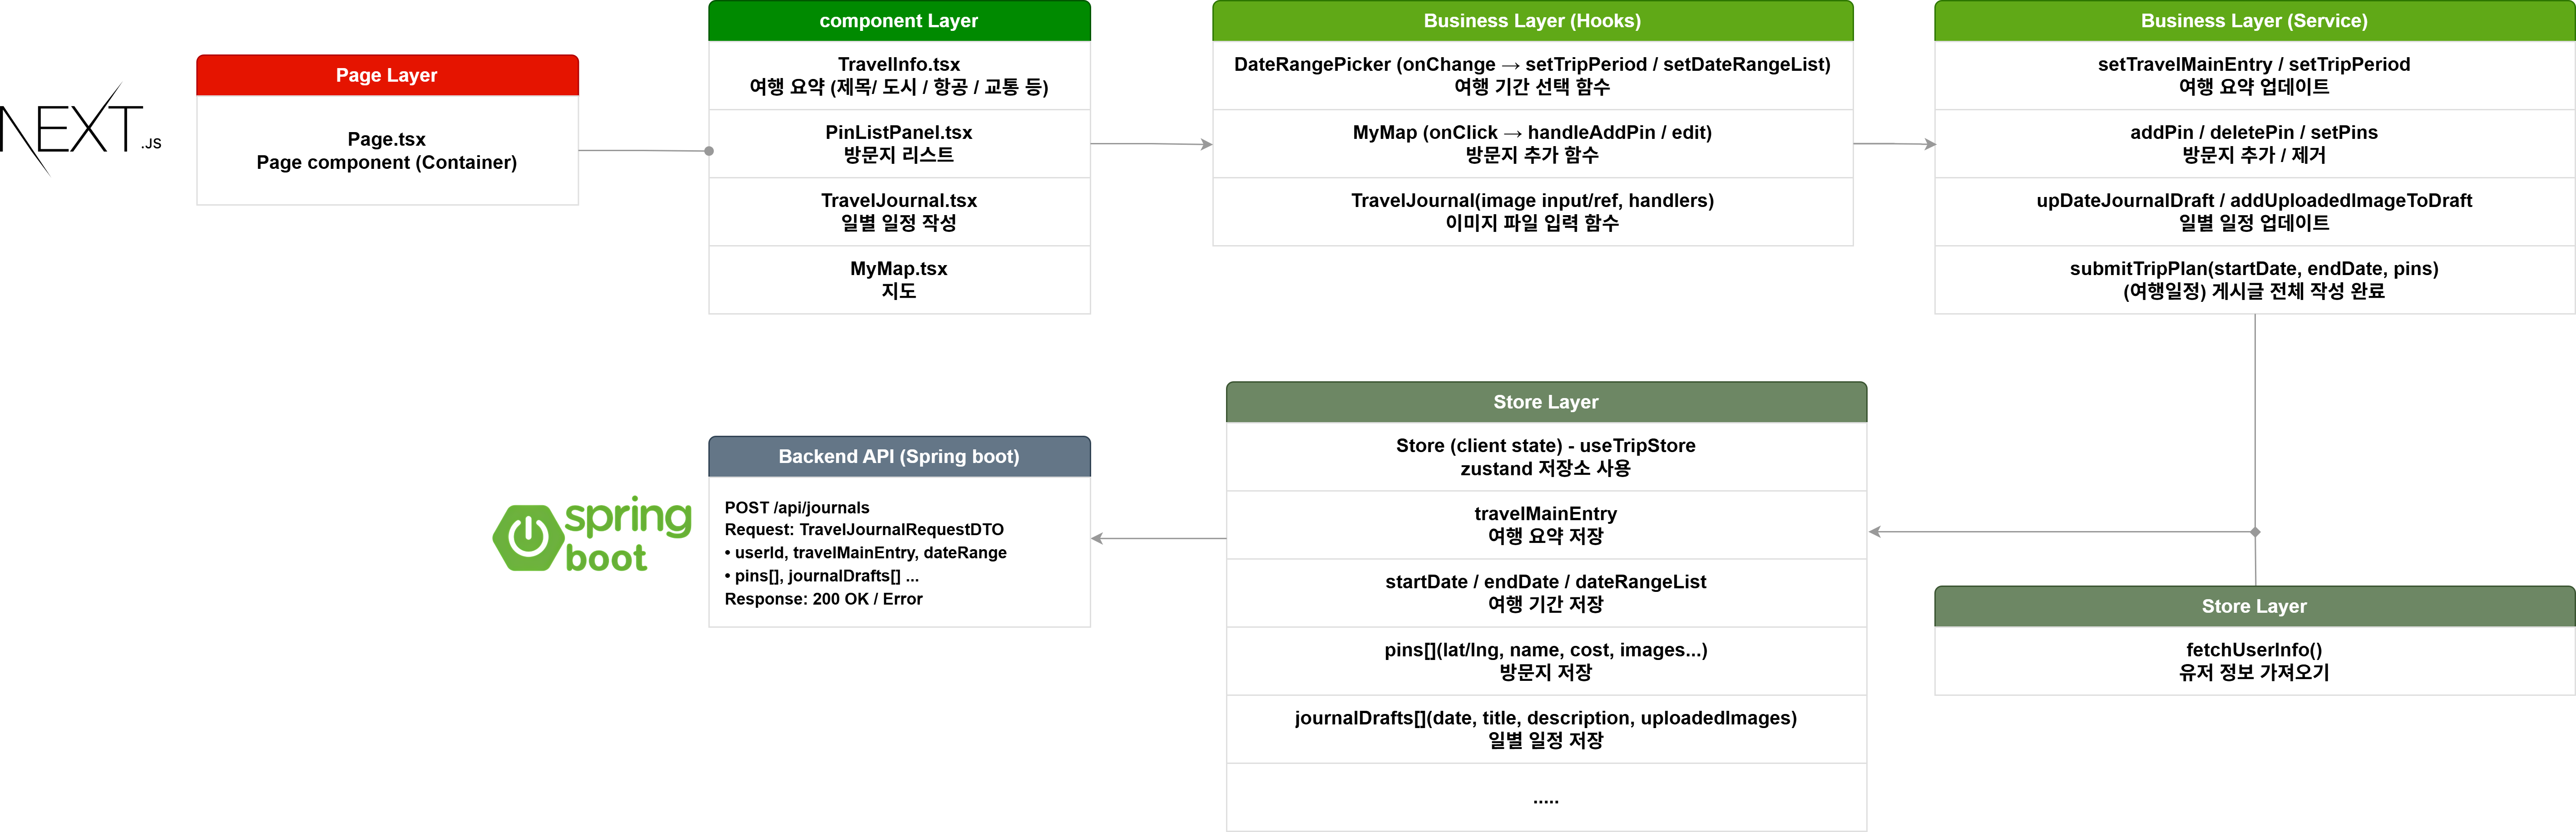 NEXT.JS
Page Layer
Page.tsx
Page component (Container)
component Layer
TravelInfo.tsx
여행 요약 (제목/ 도시 / 항공 / 교통 등)
PinListPanel.tsx
방문지 리스트
TravelJournal.tsx
일별 일정 작성
MyMap.tsx
지도
Business Layer (Hooks)
DateRangePicker (onChange → setTripPeriod / setDateRangeList)
여행 기간 선택 함수
MyMap (onClick → handleAddPin / edit)
방문지 추가 함수
TravelJournal(image input/ref, handlers)
이미지 파일 입력 함수
Business Layer (Service)
setTravelMainEntry / setTripPeriod
여행 요약 업데이트
addPin / deletePin / setPins
방문지 추가 / 제거
upDateJournalDraft / addUploadedImageToDraft
일별 일정 업데이트
submitTripPlan(startDate, endDate, pins)
(여행일정) 게시글 전체 작성 완료
Store Layer
fetchUserInfo()
유저 정보 가져오기
Store Layer
Store (client state) - useTripStore
zustand 저장소 사용
travelMainEntry
여행 요약 저장
startDate / endDate / dateRangeList
여행 기간 저장
pins[](lat/lng, name, cost, images...)
방문지 저장
journalDrafts[](date, title, description, uploadedImages)
일별 일정 저장
.....
Backend API (Spring boot)
POST /api/journals
Request: TravelJournalRequestDTO
• userId, travelMainEntry, dateRange
• pins[], journalDrafts[] ...
Response: 200 OK / Error
spring
boot